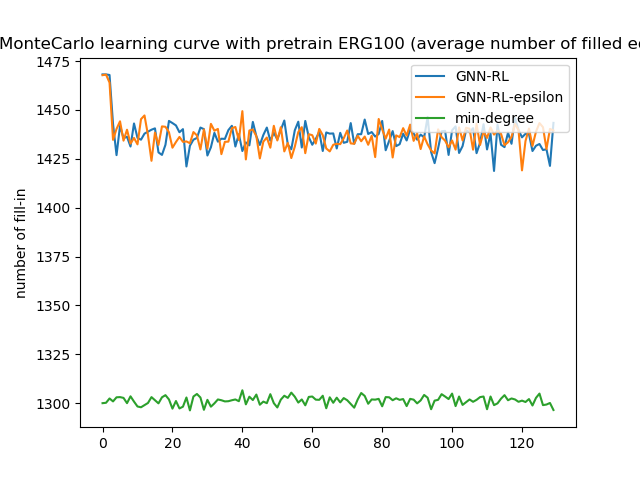 MonteCarlo learning curve with pretrain ERG100 (average number of filled
GNN-RL
GNN-RL-epsilon
min-degree
number of fill-in
1475
1450
1425
1400
1375
1350
1325
1300
0 20 40 60 80 100 120